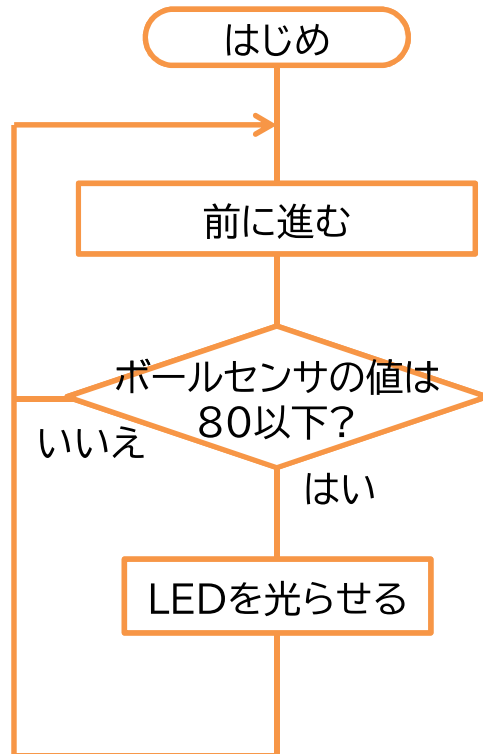 はじめ
前に進む
ボールセンサの値は
80以下?
いいえ
はい
LEDを光らせる